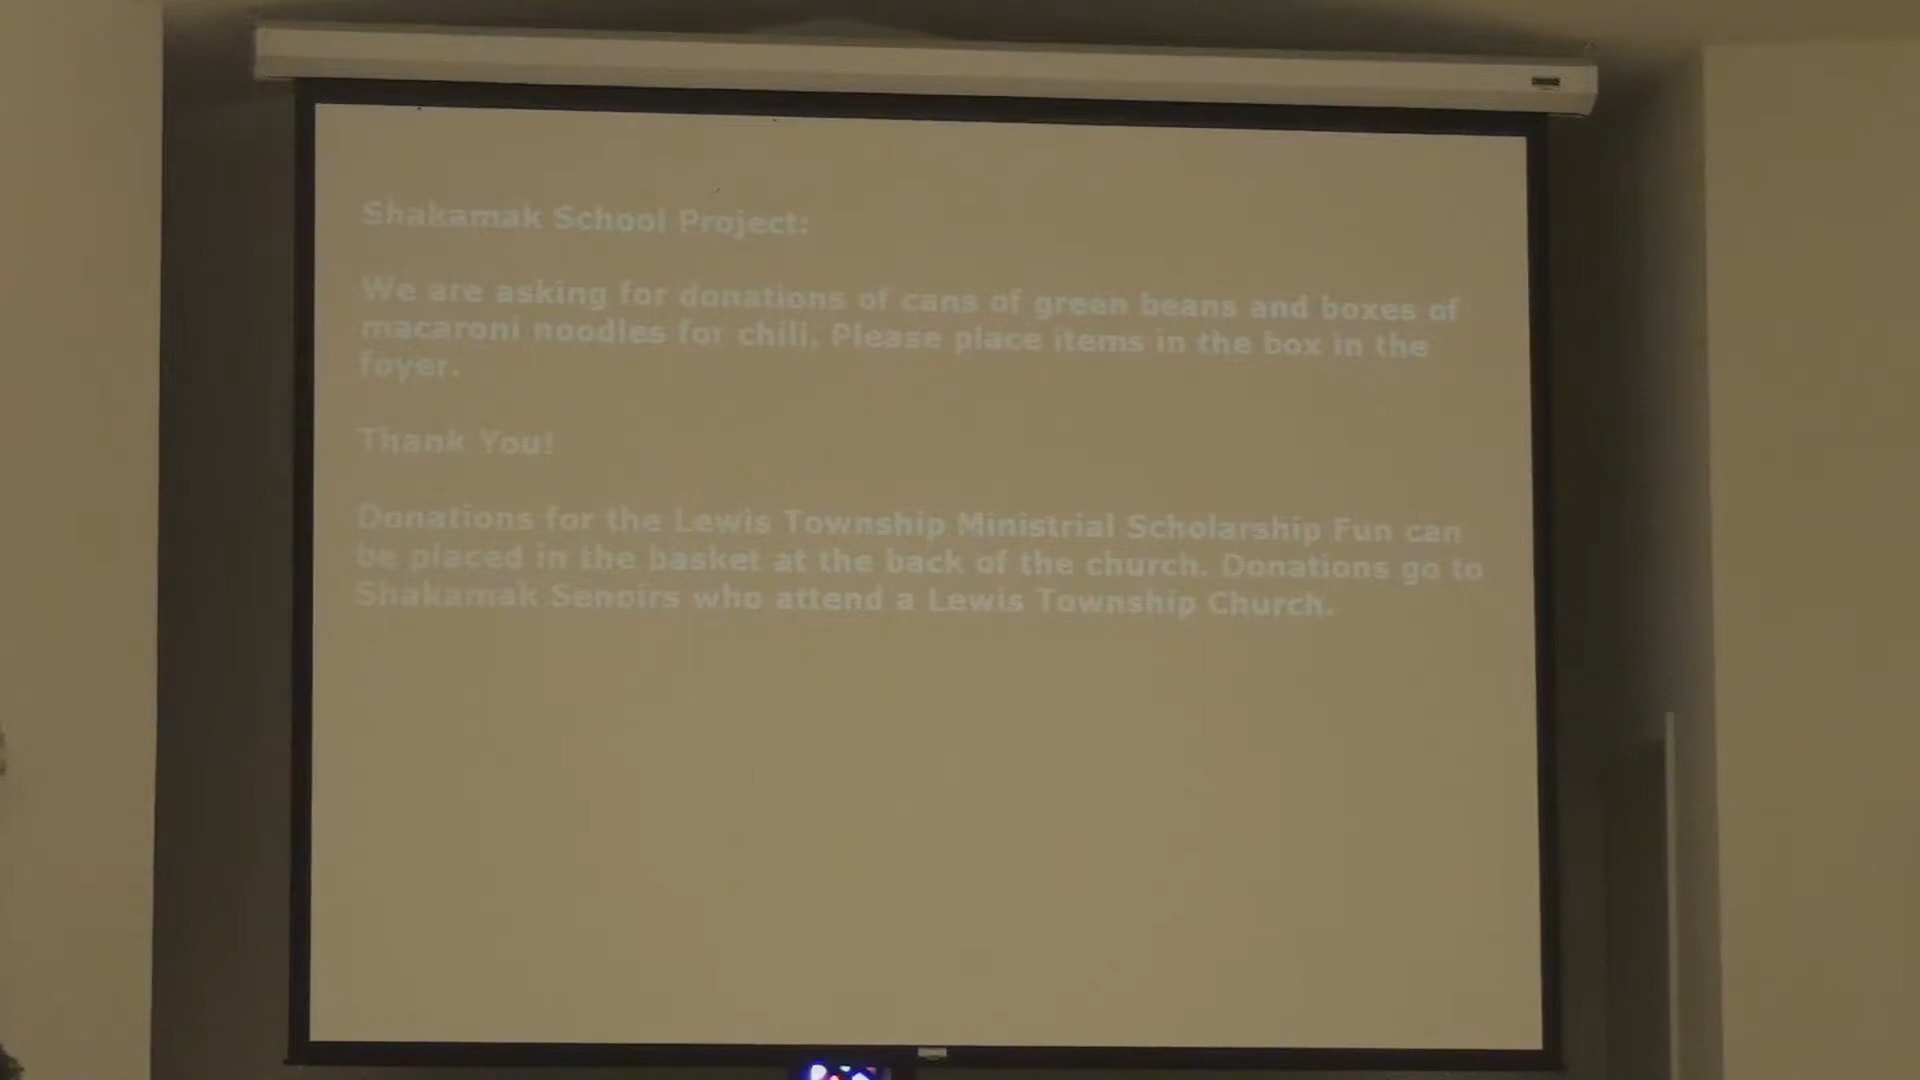 Shakamak School Project:
We are asking for donations of cans of green beans and boxes of
macaroni noodles for chili. Please place items in the box in the
foyer.
Thank You!
Donations for the Lewis Township Ministrial Scholarship Fun can
be placed in the basket at the back of the church. Donations go to
Shakamak Senoirs who attend a Lewis Township Church.